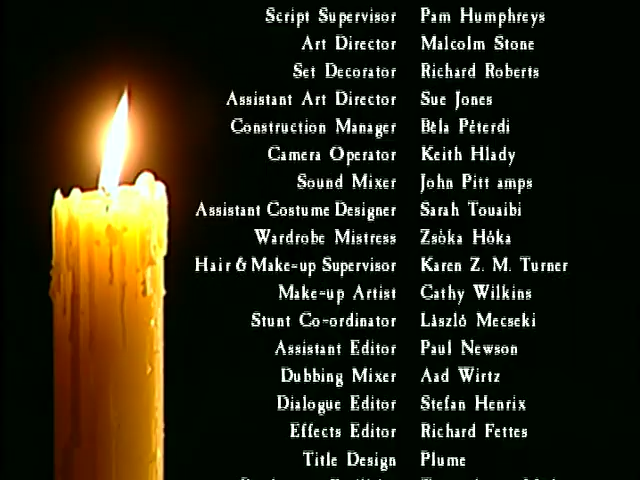 Script Supervisor Pam Humphreys
Art Director Malcolm Stone
Set Decorator Richard Roberts
Assistant Art Director Sue Jones
Construction Manager Béla Péterdi
Camera Operator Keith Hlady
Sound Mixer John Pitt amps
Assistant Costume Designer Sarah Touaibi
Wardrobe Mistress Zsóka Hóka
Hair & Make-up Supervisor Karen Z. M. Turner
Make-up Artist Cathy Wilkins
Stunt Co-ordinator László Mecseki
Assistant Editor Paul Newson
Dubbing Mixer Aad Wirtz
Dialogue Editor Stefan Henrix
Effects Editor Richard Fettes
Title Design Plume